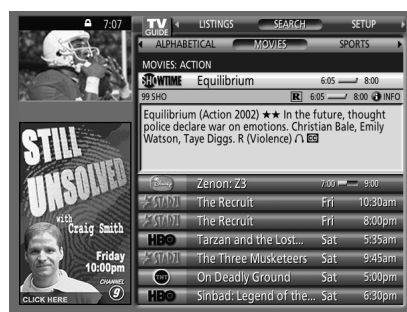 7:07
TV GUIDE LISTINGS SEARCH SETUP
ALPHABETICAL MOVIES SPORTS
MOVIES: ACTION
SHOWTIME Equilibrium 6:05 8:00
99 SHO R 6:05 8:00 i INFO
Equilibrium (Action 2002) ★★ In the future, thought
police declare war on emotions. Christian Bale, Emily
Watson, Taye Diggs. R (Violence) CC
Disney Zenon: Z3 7:00 9:00
STARZ! The Recruit Fri 10:30am
STARZ! The Recruit Fri 8:00pm
HBO Tarzan and the Lost... Sat 5:35am
STARZ! The Three Musketeers Sat 9:45am
TNT On Deadly Ground Sat 5:00pm
HBO Sinbad: Legend of the... Sat 6:30pm
STILL
UNSOLVED
with
Craig Smith
Friday
10:00pm
CHANNEL
9
CLICK HERE